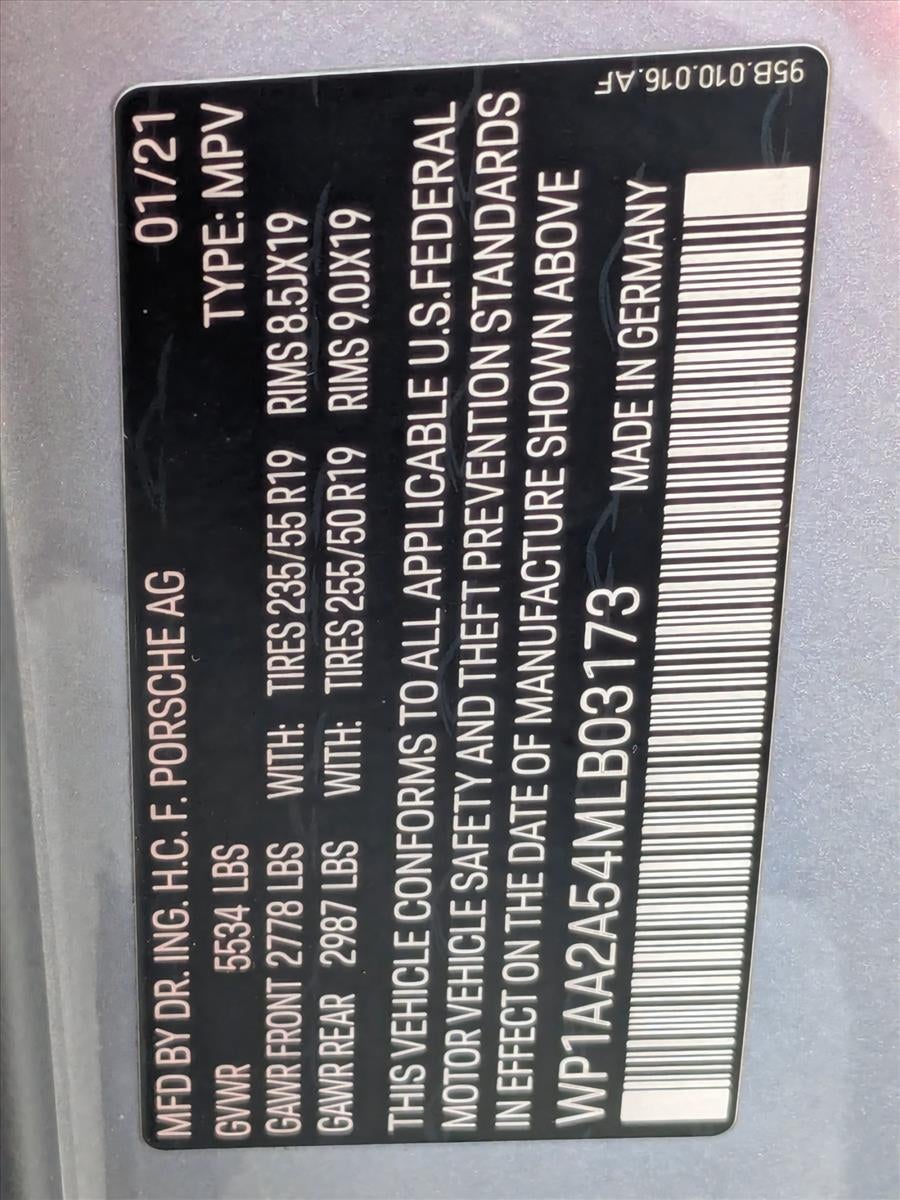 MFD BY DR. ING. H.C. F. PORSCHE AG 01/21
GVWR 5534 LBS TYPE: MPV
GAWR FRONT 2778 LBS WITH: TIRES 235/55 R19 RIMS 8.5JX19
GAWR REAR 2987 LBS WITH: TIRES 255/50 R19 RIMS 9.0JX19
THIS VEHICLE CONFORMS TO ALL APPLICABLE U.S.FEDERAL
MOTOR VEHICLE SAFETY AND THEFT PREVENTION STANDARDS
IN EFFECT ON THE DATE OF MANUFACTURE SHOWN ABOVE
WP1AA2A54MLB03173 MADE IN GERMANY
95B.010.016.AF